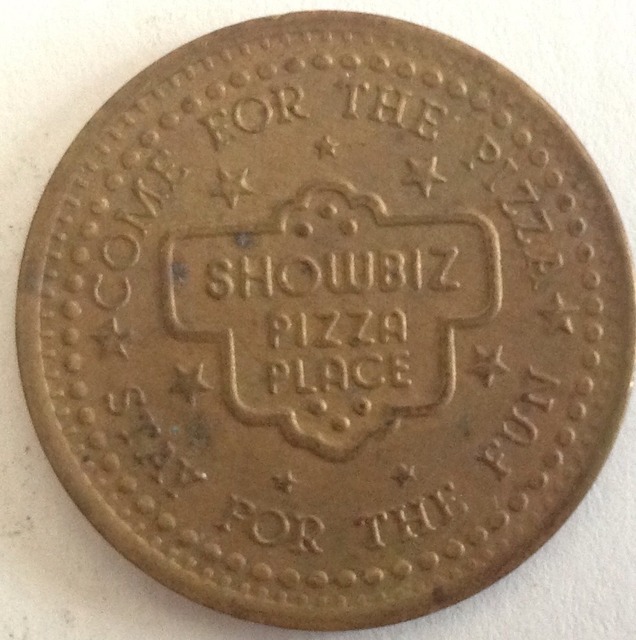 COME FOR THE PIZZA
SHOWBIZ
PIZZA
PLACE
STAY FOR THE FUN